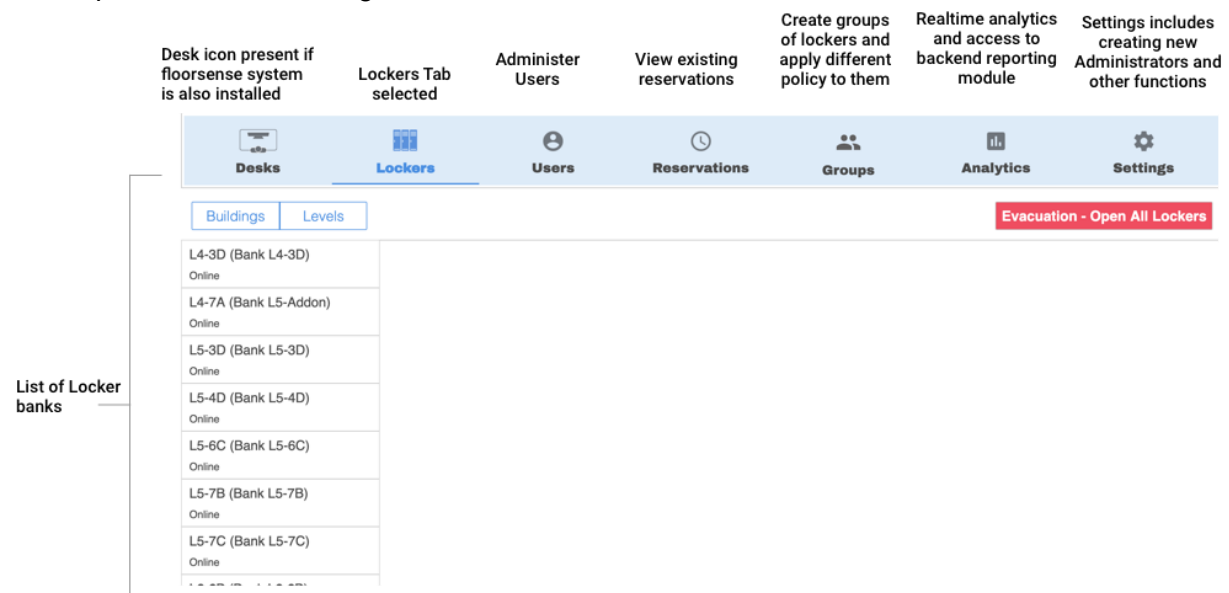 Desk icon present if
floorsense system
is also installed
Lockers Tab
selected
Administer
Users
View existing
reservations
Create groups
of lockers and
apply different
policy to them
Realtime analytics
and access to
backend reporting
module
Settings includes
creating new
Administrators and
other functions
Desks
Lockers
Users
Reservations
Groups
Analytics
Settings
Buildings
Levels
Evacuation - Open All Lockers
List of Locker
banks
L4-3D (Bank L4-3D)
Online
L4-7A (Bank L5-Addon)
Online
L5-3D (Bank L5-3D)
Online
L5-4D (Bank L5-4D)
Online
L5-6C (Bank L5-6C)
Online
L5-7B (Bank L5-7B)
Online
L5-7C (Bank L5-7C)
Online